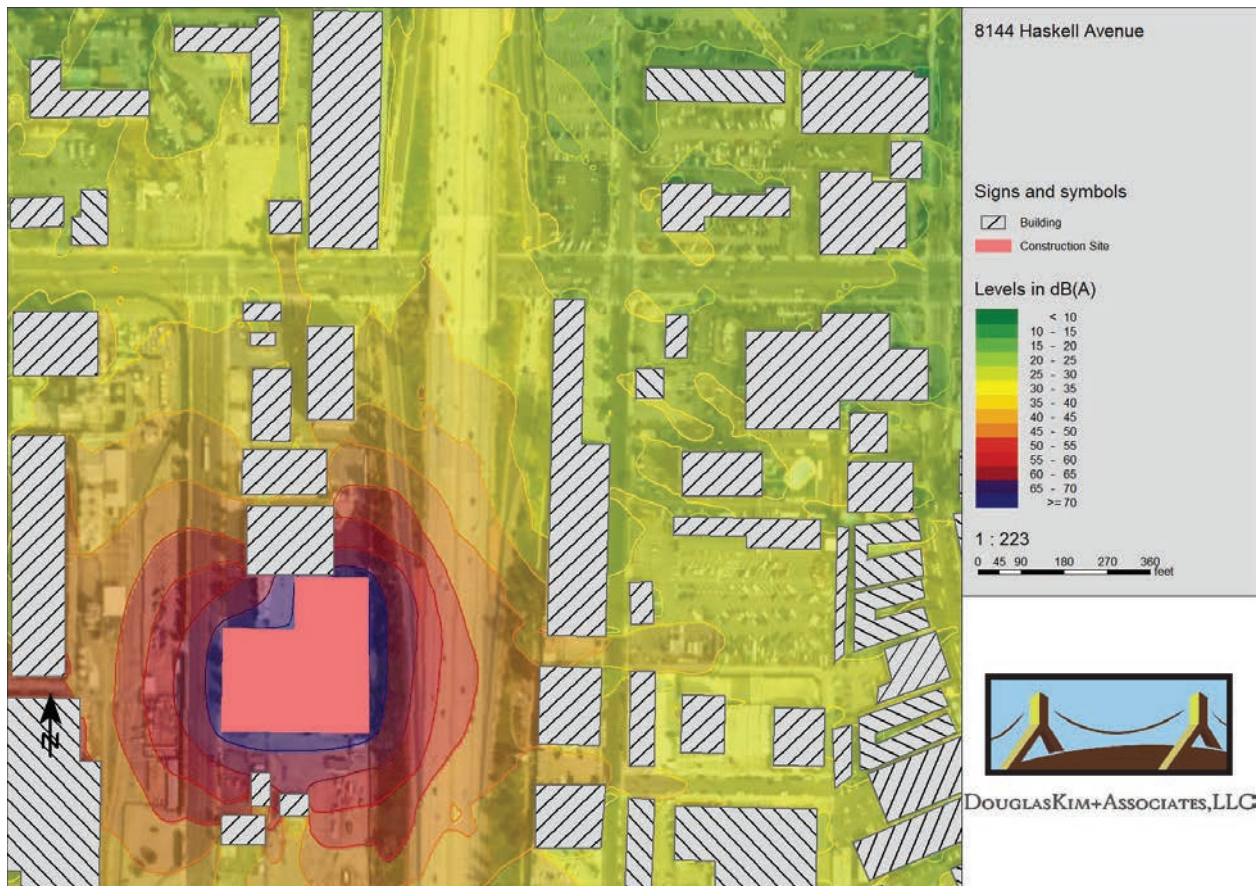 8144 Haskell Avenue
Signs and symbols
Building
Construction Site
Levels in dB(A)
< 10
10 - 15
15 - 20
20 - 25
25 - 30
30 - 35
35 - 40
40 - 45
45 - 50
50 - 55
55 - 60
60 - 65
65 - 70
>= 70
1 : 223
0 45 90 180 270 360
feet
N
DOUGLASKIM+ASSOCIATES,LLC